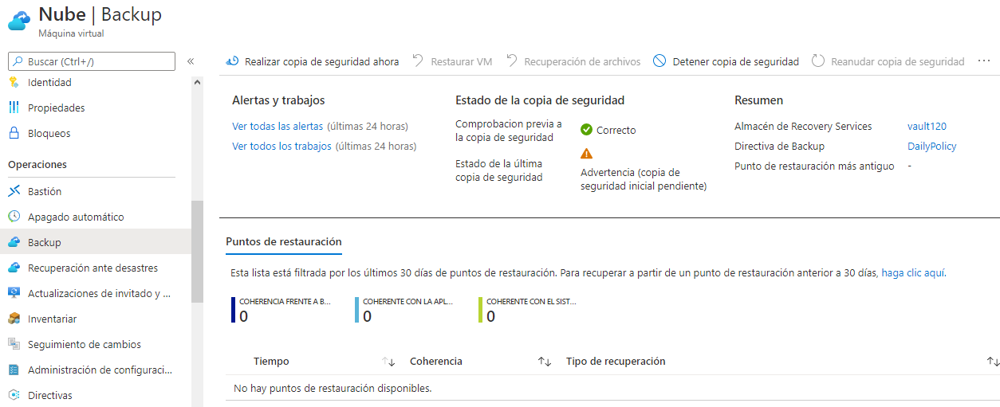 Nube | Backup
Máquina virtual
Buscar (Ctrl+/)
«
Identidad
Propiedades
Bloqueos
Operaciones
Bastión
Apagado automático
Backup
Recuperación ante desastres
Actualizaciones de invitado y ...
Inventariar
Seguimiento de cambios
Administración de configuraci...
Directivas
Realizar copia de seguridad ahora
Restaurar VM
Recuperación de archivos
Detener copia de seguridad
Reanudar copia de seguridad
...
Alertas y trabajos
Ver todas las alertas (últimas 24 horas)
Ver todos los trabajos (últimas 24 horas)
Estado de la copia de seguridad
Comprobacion previa a
la copia de seguridad
Correcto
Estado de la última
copia de seguridad
Advertencia (copia de
seguridad inicial pendiente)
Resumen
Almacén de Recovery Services
vault120
Directiva de Backup
DailyPolicy
Punto de restauración más antiguo
-
Puntos de restauración
Esta lista está filtrada por los últimos 30 días de puntos de restauración. Para recuperar a partir de un punto de restauración anterior a 30 días, haga clic aquí.
COHERENCIA FRENTE A B...
0
COHERENTE CON LA APL...
0
COHERENTE CON EL SIST...
0
Tiempo
Coherencia
Tipo de recuperación
No hay puntos de restauración disponibles.